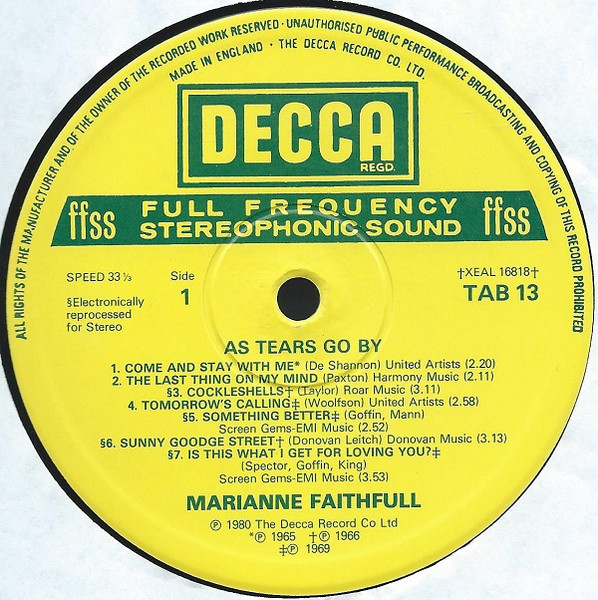 ALL RIGHTS OF THE MANUFACTURER AND OF THE OWNER OF THE RECORDED WORK RESERVED · UNAUTHORISED PUBLIC PERFORMANCE BROADCASTING AND COPYING OF THIS RECORD PROHIBITED
MADE IN ENGLAND · THE DECCA RECORD CO. LTD.
DECCA
REGD.
ffss FULL FREQUENCY ffss
STEREOPHONIC SOUND
SPEED 33⅓ Side †XEAL 16818†
1 TAB 13
§Electronically
reprocessed
for Stereo
AS TEARS GO BY
1. COME AND STAY WITH ME* (De Shannon) United Artists (2.20)
2. THE LAST THING ON MY MIND (Paxton) Harmony Music (2.11)
§3. COCKLESHELLS† (Taylor) Roar Music (3.11)
4. TOMORROW'S CALLING‡ (Woolfson) United Artists (2.58)
§5. SOMETHING BETTER‡ (Goffin, Mann)
Screen Gems-EMI Music (2.52)
§6. SUNNY GOODGE STREET† (Donovan Leitch) Donovan Music (3.13)
§7. IS THIS WHAT I GET FOR LOVING YOU?‡
(Spector, Goffin, King)
Screen Gems-EMI Music (3.53)
MARIANNE FAITHFULL
℗ 1980 The Decca Record Co Ltd
*℗ 1965 †℗ 1966
‡℗ 1969